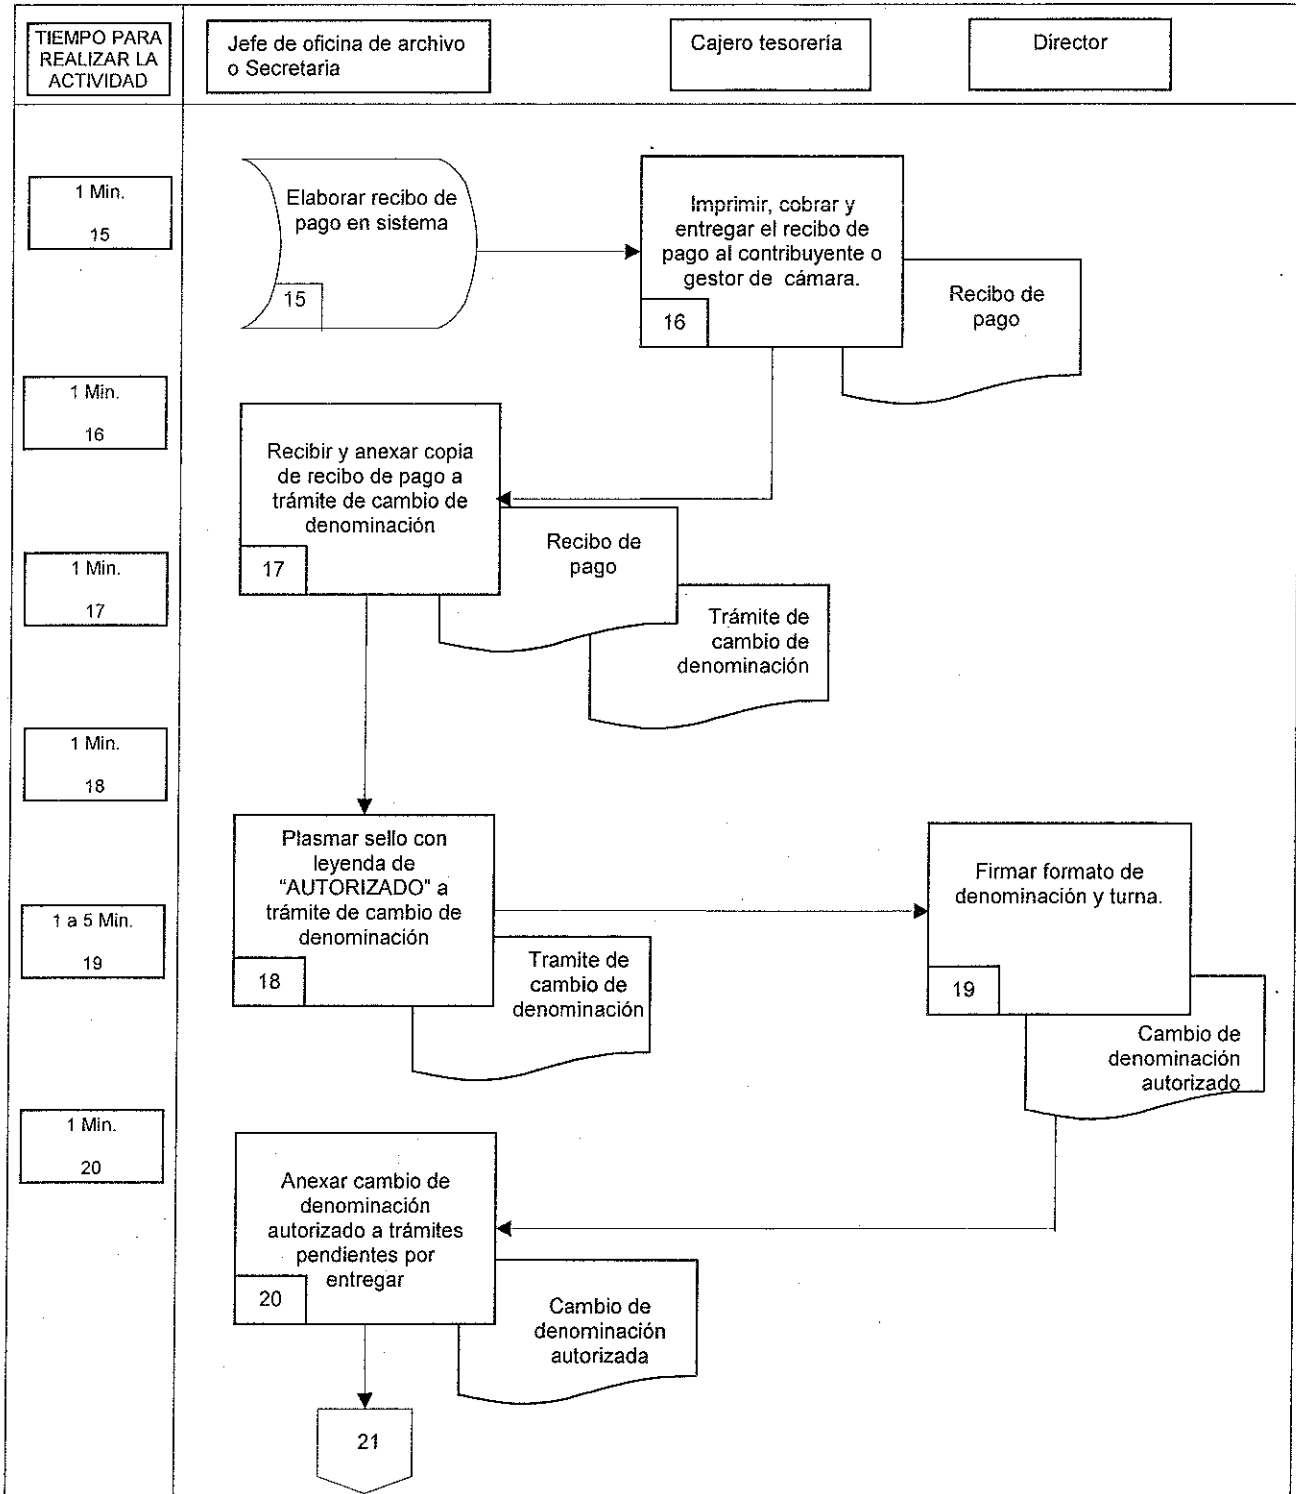 TIEMPO PARA
REALIZAR LA
ACTIVIDAD
Jefe de oficina de archivo
o Secretaria
Cajero tesorería
Director
1 Min.
15
Elaborar recibo de
pago en sistema
15
Imprimir, cobrar y
entregar el recibo de
pago al contribuyente o
gestor de cámara.
16
Recibo de
pago
1 Min.
16
Recibir y anexar copia
de recibo de pago a
trámite de cambio de
denominación
17
Recibo de
pago
Trámite de
cambio de
denominación
1 Min.
17
1 Min.
18
Plasmar sello con
leyenda de
“AUTORIZADO" a
trámite de cambio de
denominación
18
Tramite de
cambio de
denominación
1 a 5 Min.
19
Firmar formato de
denominación y turna.
19
Cambio de
denominación
autorizado
1 Min.
20
Anexar cambio de
denominación
autorizado a trámites
pendientes por
entregar
20
Cambio de
denominación
autorizada
21